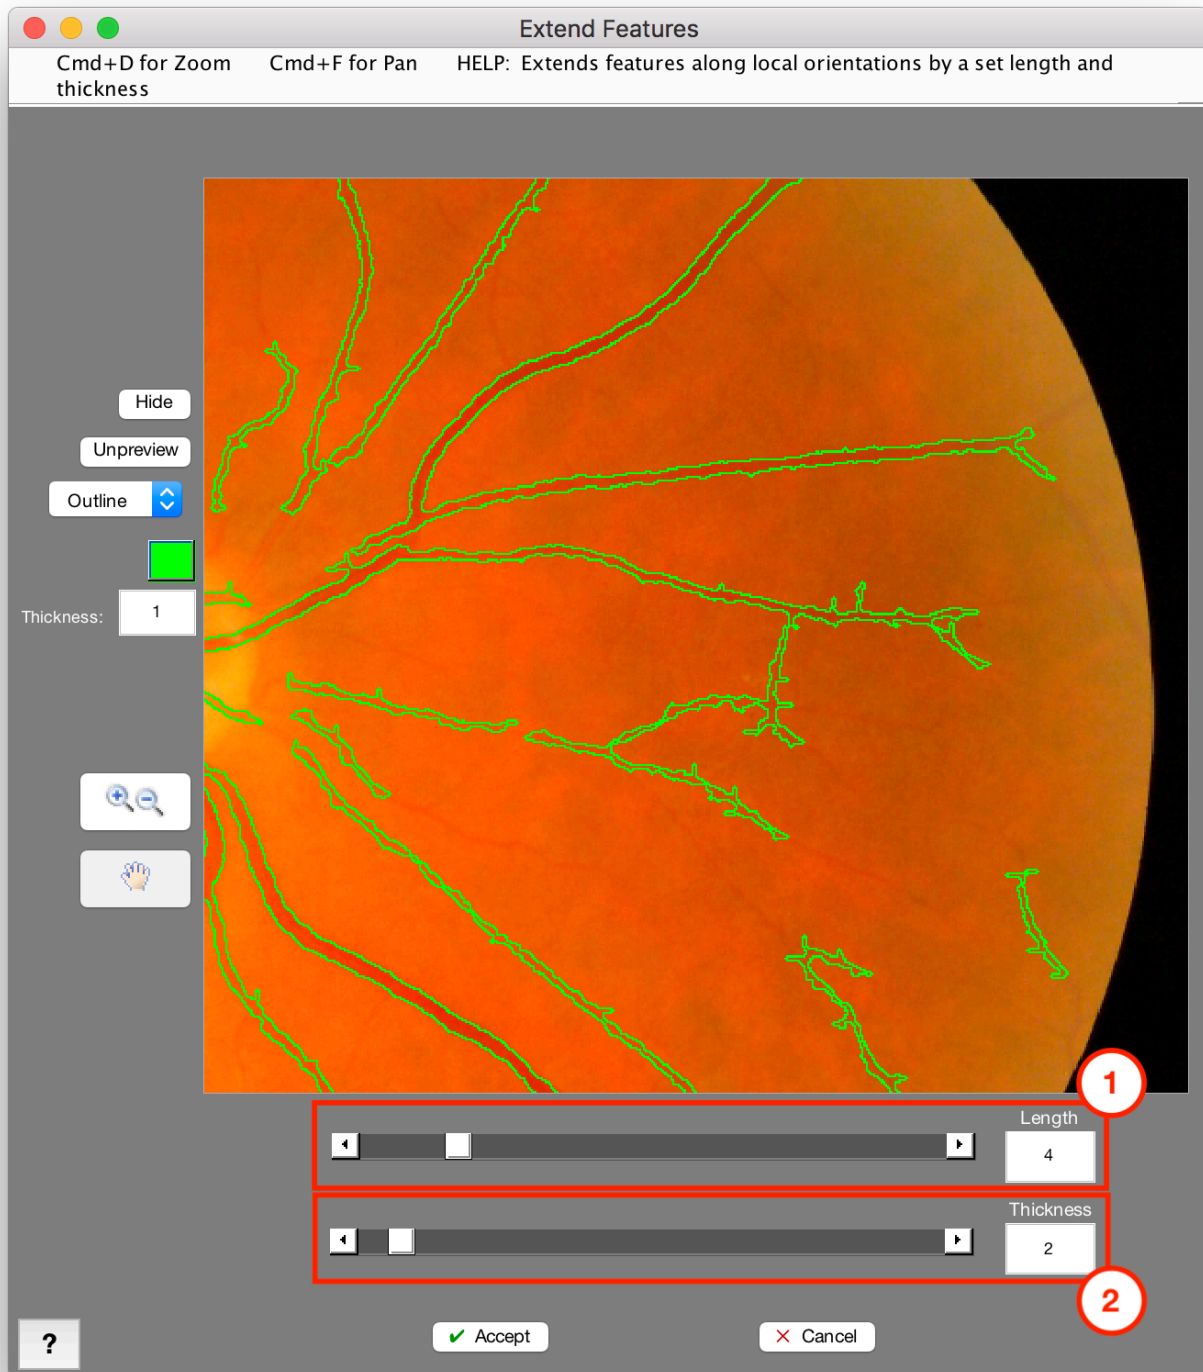 Extend Features
Cmd+D for Zoom Cmd+F for Pan HELP: Extends features along local orientations by a set length and
thickness
Hide
Unpreview
Outline
Thickness: 1
1
Length
4
Thickness
2
2
? Accept Cancel